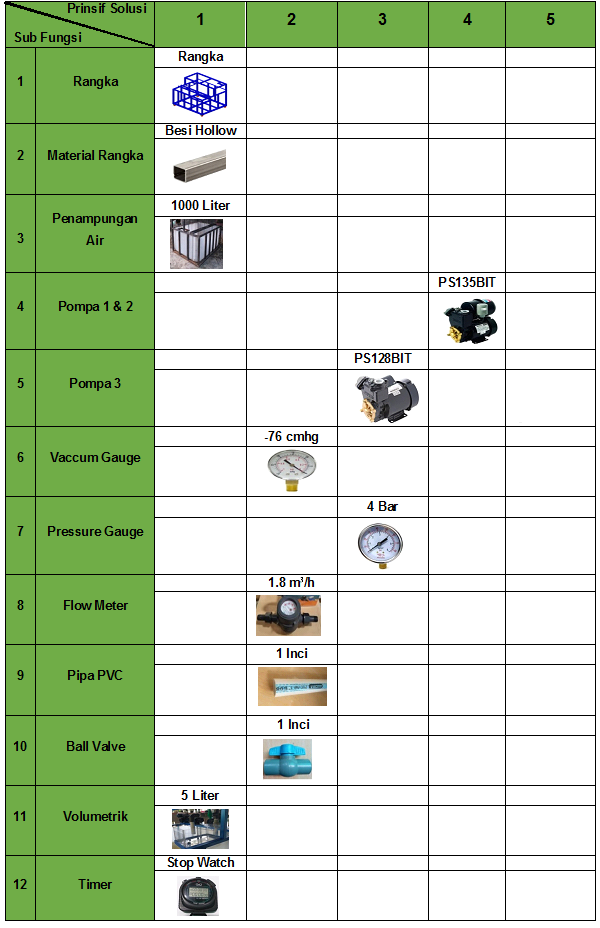 Prinsif Solusi
Sub Fungsi
1 2 3 4 5
1 Rangka
Rangka
2 Material Rangka
Besi Hollow
3 Penampungan
Air
1000 Liter
4 Pompa 1 & 2
PS135BIT
5 Pompa 3
PS128BIT
6 Vaccum Gauge
-76 cmhg
7 Pressure Gauge
4 Bar
8 Flow Meter
1.8 m³/h
9 Pipa PVC
1 Inci
10 Ball Valve
1 Inci
11 Volumetrik
5 Liter
12 Timer
Stop Watch